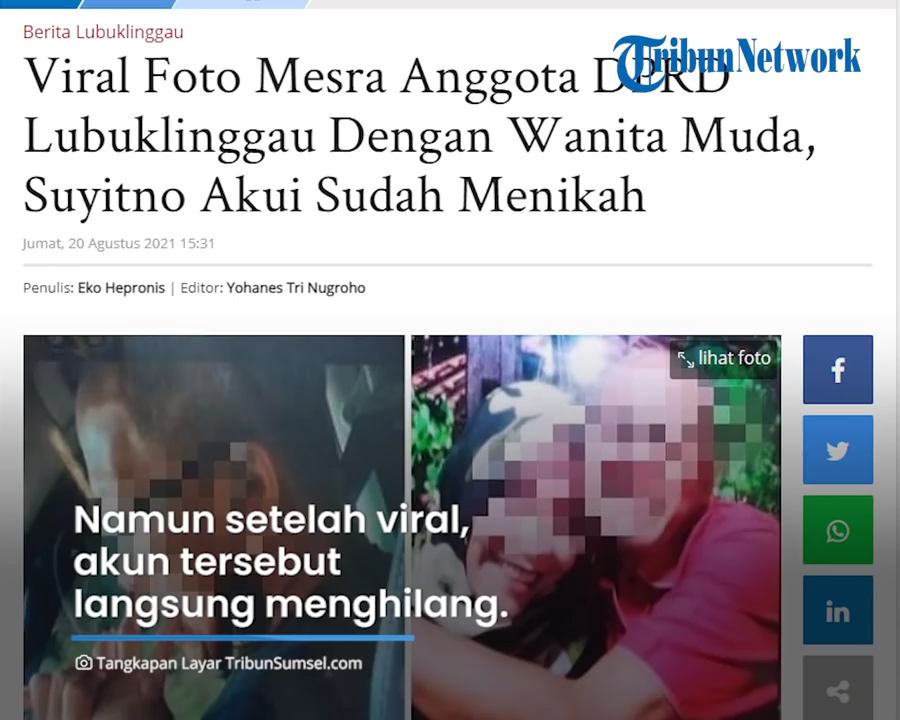 Berita Lubuklinggau
TribunNetwork
Viral Foto Mesra Anggota DPRD
Lubuklinggau Dengan Wanita Muda,
Suyitno Akui Sudah Menikah
Jumat, 20 Agustus 2021 15:31
Penulis: Eko Hepronis | Editor: Yohanes Tri Nugroho
lihat foto
Namun setelah viral,
akun tersebut
langsung menghilang.
Tangkapan Layar TribunSumsel.com